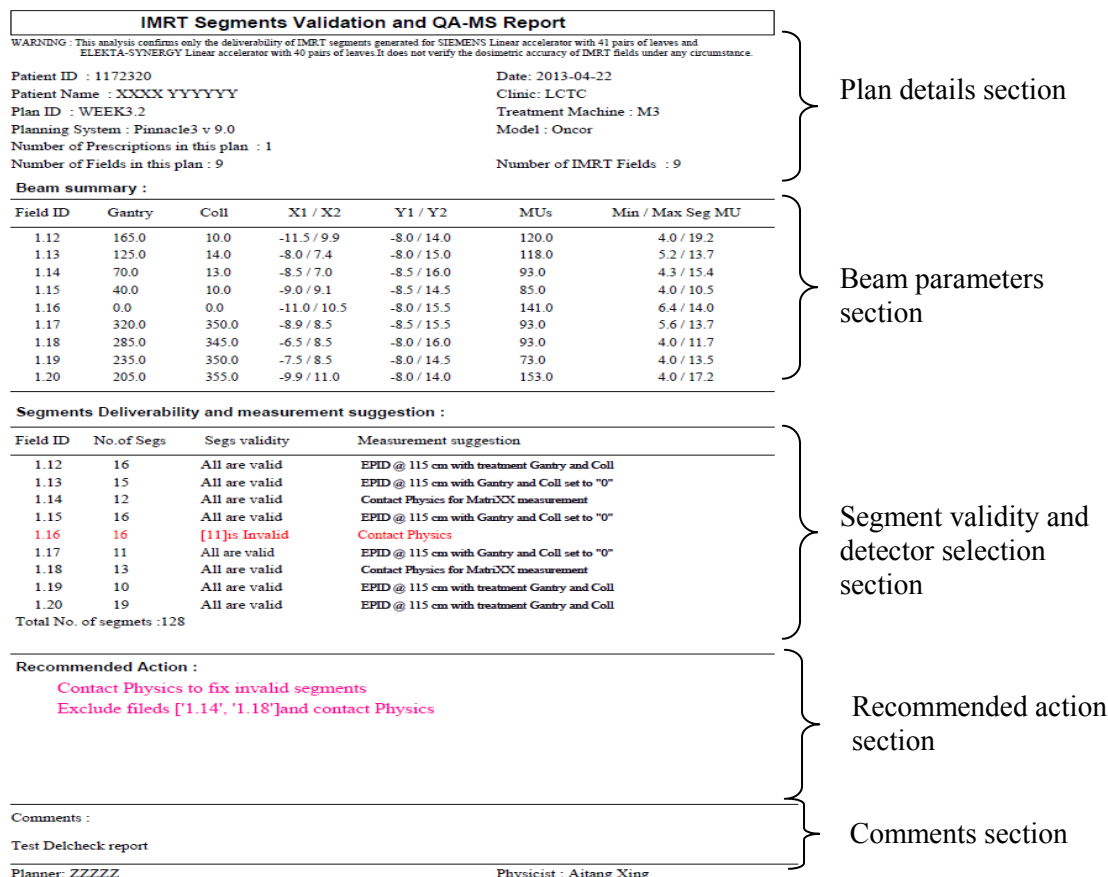 IMRT Segments Validation and QA-MS Report
WARNING : This analysis confirms only the deliverability of IMRT segments generated for SIEMENS Linear accelerator with 41 pairs of leaves and
ELEKTA-SYNERGY Linear accelerator with 40 pairs of leaves.It does not verify the dosimetric accuracy of IMRT fields under any circumstance.
Patient ID : 1172320 Date: 2013-04-22
Patient Name : XXXX YYYYYY Clinic: LCTC
Plan ID : WEEK3.2 Treatment Machine : M3
Planning System : Pinnacle3 v 9.0 Model : Oncor
Number of Prescriptions in this plan : 1
Number of Fields in this plan : 9 Number of IMRT Fields : 9
Plan details section
Beam summary :
Field ID Gantry Coll X1 / X2 Y1 / Y2 MUs Min / Max Seg MU
1.12 165.0 10.0 -11.5 / 9.9 -8.0 / 14.0 120.0 4.0 / 19.2
1.13 125.0 14.0 -8.0 / 7.4 -8.0 / 15.0 118.0 5.2 / 13.7
1.14 70.0 13.0 -8.5 / 7.0 -8.5 / 16.0 93.0 4.3 / 15.4
1.15 40.0 10.0 -9.0 / 9.1 -8.5 / 14.5 85.0 4.0 / 10.5
1.16 0.0 0.0 -11.0 / 10.5 -8.0 / 15.5 141.0 6.4 / 14.0
1.17 320.0 350.0 -8.9 / 8.5 -8.5 / 15.5 93.0 5.6 / 13.7
1.18 285.0 345.0 -6.5 / 8.5 -8.0 / 16.0 93.0 4.0 / 11.7
1.19 235.0 350.0 -7.5 / 8.5 -8.0 / 14.5 73.0 4.0 / 13.5
1.20 205.0 355.0 -9.9 / 11.0 -8.0 / 14.0 153.0 4.0 / 17.2
Beam parameters
section
Segments Deliverability and measurement suggestion :
Field ID No.of Segs Segs validity Measurement suggestion
1.12 16 All are valid EPID @ 115 cm with treatment Gantry and Coll
1.13 15 All are valid EPID @ 115 cm with Gantry and Coll set to "0"
1.14 12 All are valid Contact Physics for MatriXX measurement
1.15 16 All are valid EPID @ 115 cm with Gantry and Coll set to "0"
1.16 16 [11]is Invalid Contact Physics
1.17 11 All are valid EPID @ 115 cm with Gantry and Coll set to "0"
1.18 13 All are valid Contact Physics for MatriXX measurement
1.19 10 All are valid EPID @ 115 cm with treatment Gantry and Coll
1.20 19 All are valid EPID @ 115 cm with treatment Gantry and Coll
Total No. of segmets :128
Segment validity and
detector selection
section
Recommended Action :
Contact Physics to fix invalid segments
Exclude fileds ['1.14', '1.18']and contact Physics
Recommended action
section
Comments :
Test Delcheck report
Comments section
Planner: ZZZZZ Physicist : Aitang Xing